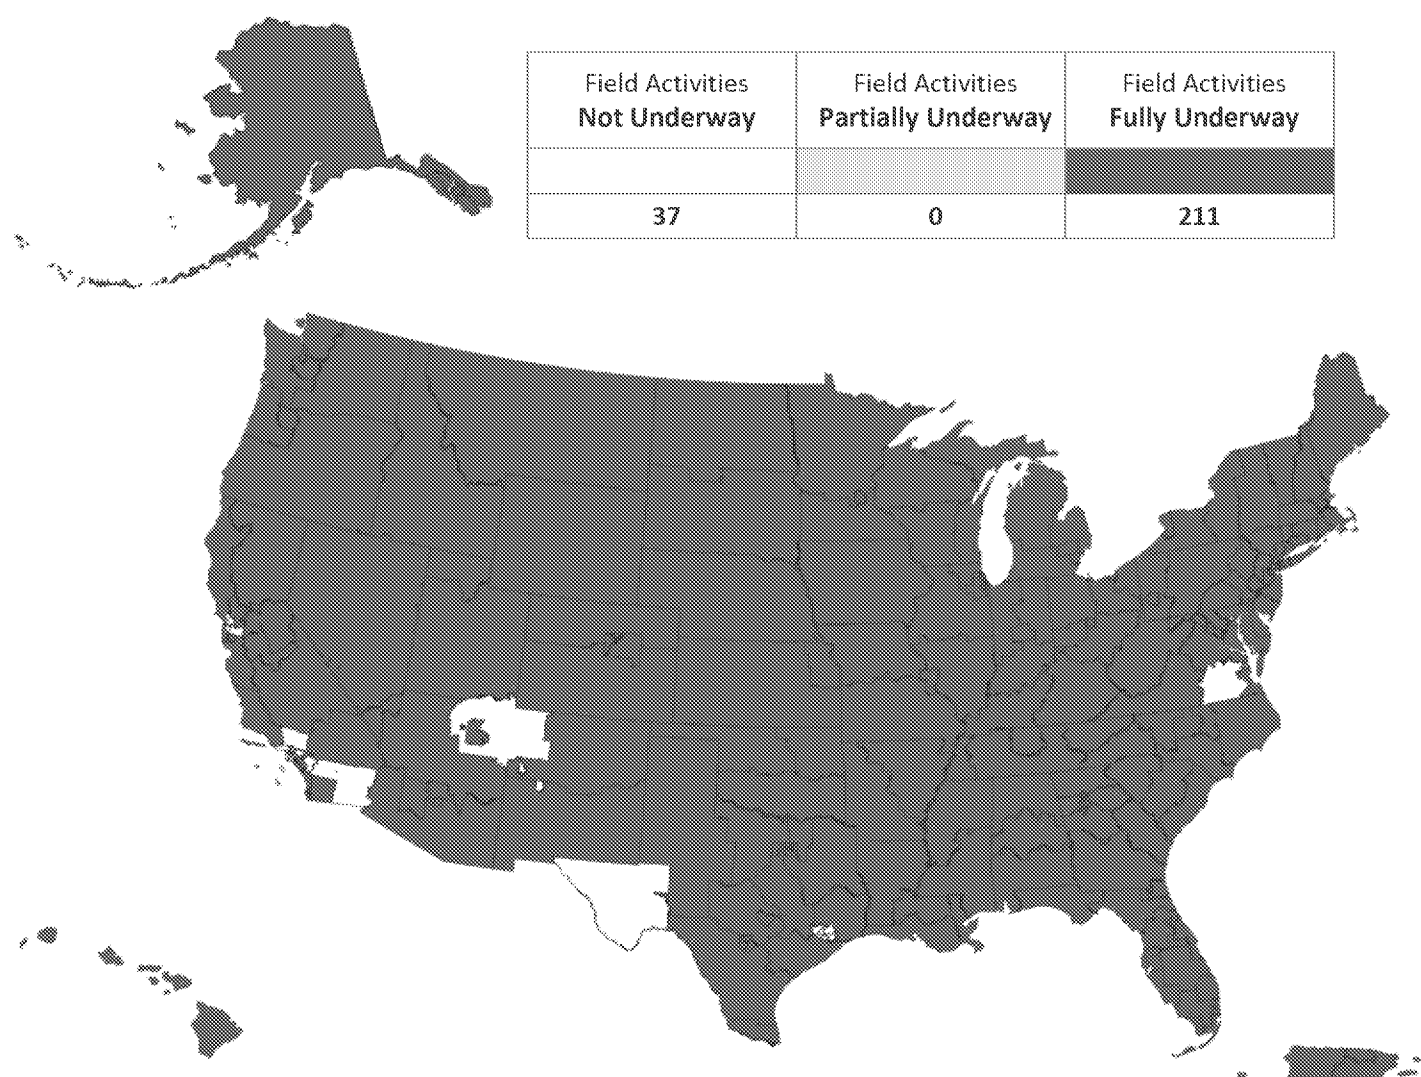 Field Activities
Not Underway
Field Activities
Partially Underway
Field Activities
Fully Underway
37
0
211